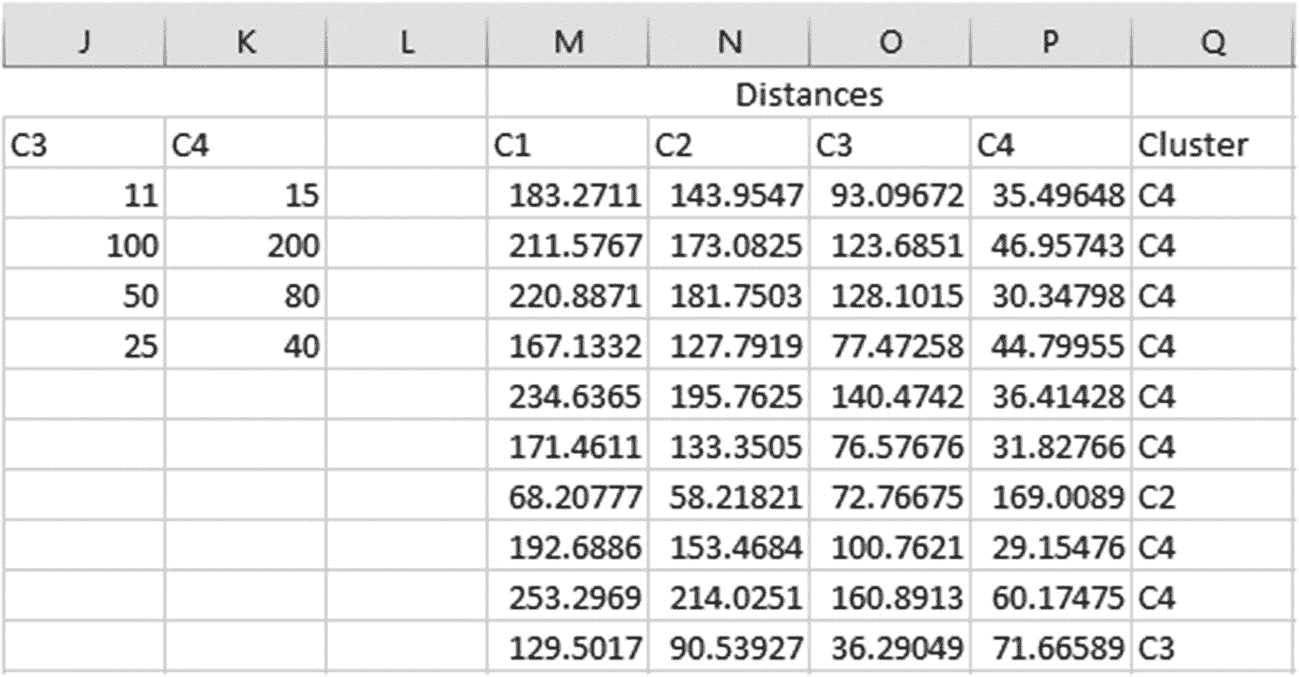 J K L M N O P Q
Distances
C3 C4 C1 C2 C3 C4 Cluster
11 15 183.2711 143.9547 93.09672 35.49648 C4
100 200 211.5767 173.0825 123.6851 46.95743 C4
50 80 220.8871 181.7503 128.1015 30.34798 C4
25 40 167.1332 127.7919 77.47258 44.79955 C4
234.6365 195.7625 140.4742 36.41428 C4
171.4611 133.3505 76.57676 31.82766 C4
68.20777 58.21821 72.76675 169.0089 C2
192.6886 153.4684 100.7621 29.15476 C4
253.2969 214.0251 160.8913 60.17475 C4
129.5017 90.53927 36.29049 71.66589 C3